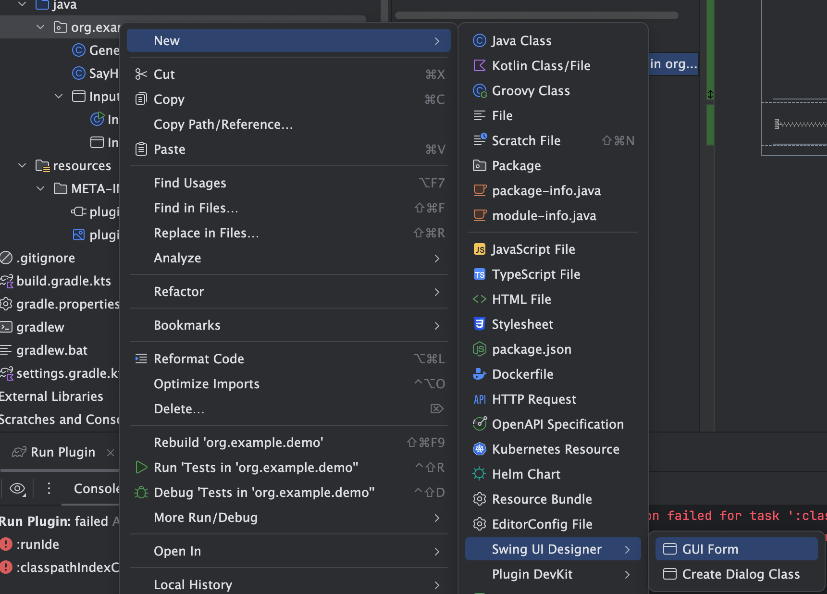 java
org.exam
Gene
SayH
Input
In
In
resources
META-IN
plugi
plugi
.gitignore
build.gradle.kts
gradle.properties
gradlew
gradlew.bat
settings.gradle.kt
External Libraries
Scratches and Conso
Run Plugin
Console
Run Plugin: failed
:runIde
:classpathIndexC
New
Cut ⌘X
Copy ⌘C
Copy Path/Reference...
Paste ⌘V
Find Usages ⌥F7
Find in Files... ⇧⌘F
Replace in Files... ⇧⌘R
Analyze
Refactor
Bookmarks
Reformat Code ⌥⌘L
Optimize Imports ^⌥O
Delete... ⌦
Rebuild 'org.example.demo' ⇧⌘F9
Run 'Tests in 'org.example.demo'' ^⇧R
Debug 'Tests in 'org.example.demo'' ^⇧D
More Run/Debug
Open In
Local History
Java Class
Kotlin Class/File
Groovy Class
File
Scratch File ⇧⌘N
Package
package-info.java
module-info.java
JavaScript File
TypeScript File
HTML File
Stylesheet
package.json
Dockerfile
API HTTP Request
OpenAPI Specification
Kubernetes Resource
Helm Chart
Resource Bundle
EditorConfig File
Swing UI Designer
Plugin DevKit
in org...
on failed for task ':clas
GUI Form
Create Dialog Class